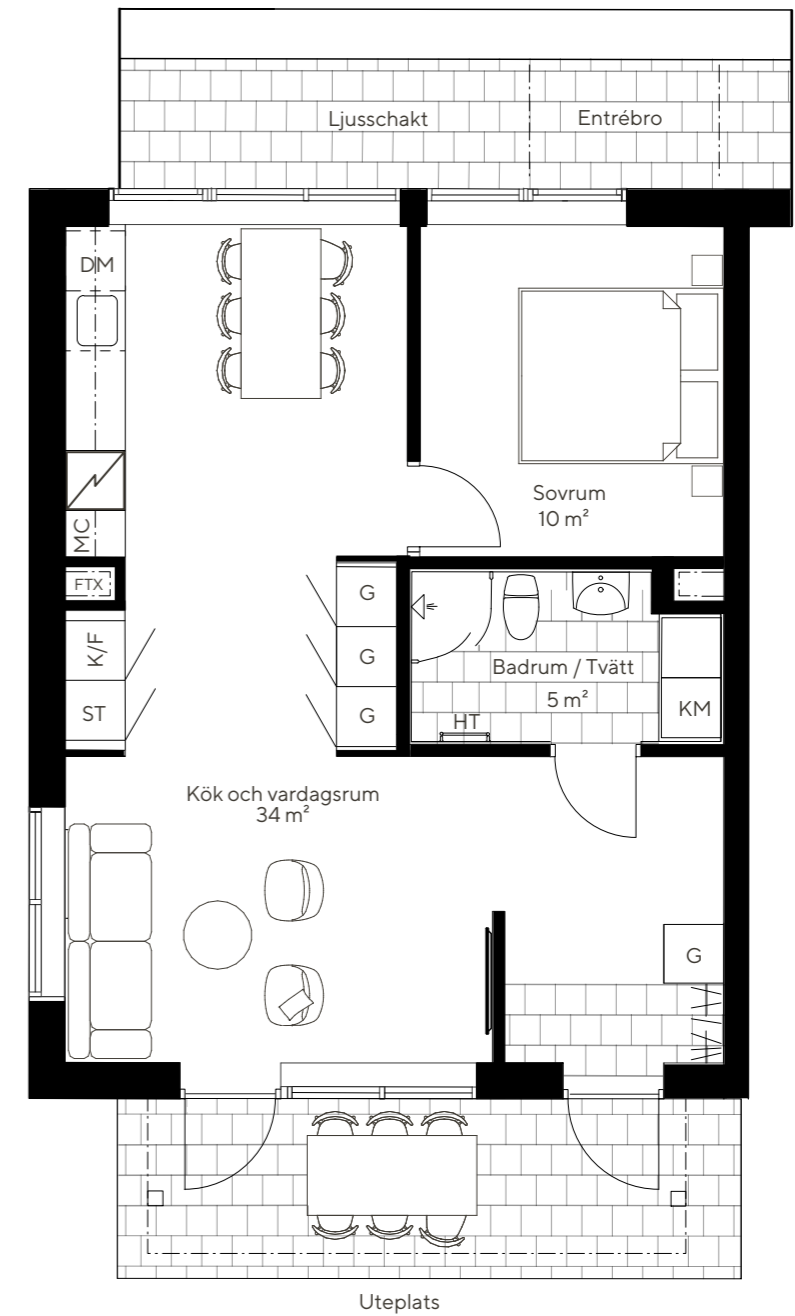 Ljusschakt
Entrébro
DM
MC
FTX
K/F
ST
Sovrum
10 m²
G
G
G
Badrum / Tvätt
5 m²
HT
KM
Kök och vardagsrum
34 m²
G
Uteplats